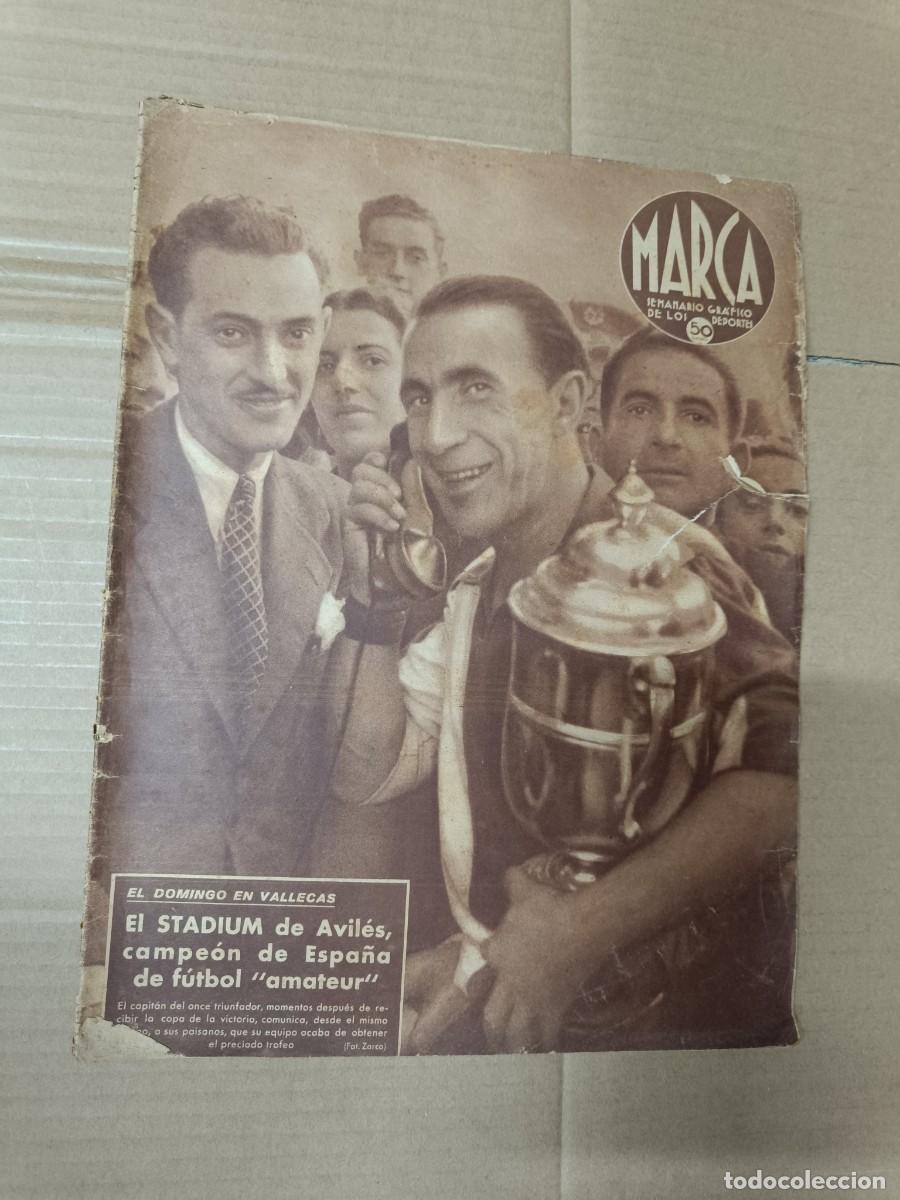 MARCA
SEMANARIO GRÁFICO
DE LOS DEPORTES
50
EL DOMINGO EN VALLECAS
El STADIUM de Avilés,
campeón de España
de fútbol "amateur"
El capitán del once triunfador, momentos después de re-
cibir la copa de la victoria, comunica, desde el mismo
a sus paisanos, que su equipo acaba de obtener
el preciado trofeo
(Fot. Zarco)
todocoleccion